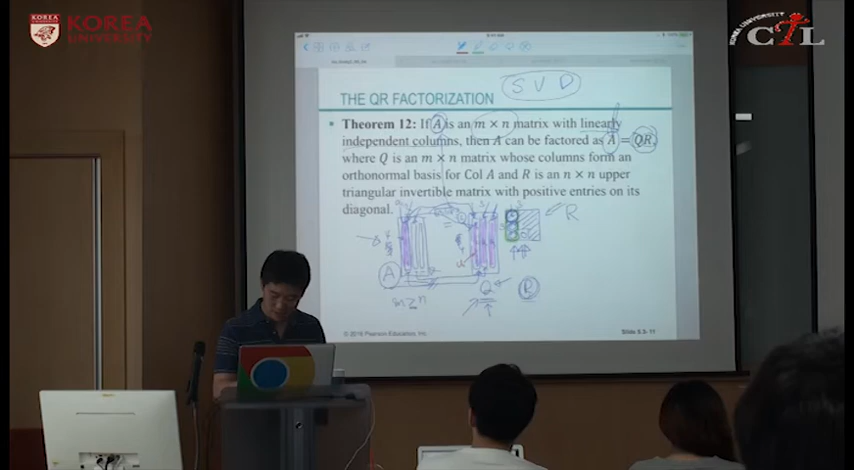 KOREA
UNIVERSITY
KOREA UNIVERSITY
CTL
SVD
THE QR FACTORIZATION
▪ Theorem 12: If A is an m × n matrix with linearly
independent columns, then A can be factored as A = QR,
where Q is an m × n matrix whose columns form an
orthonormal basis for Col A and R is an n × n upper
triangular invertible matrix with positive entries on its
diagonal.
R
A
Q
R
m ≥ n
© 2016 Pearson Education, Inc.
Slide 6.3- 11